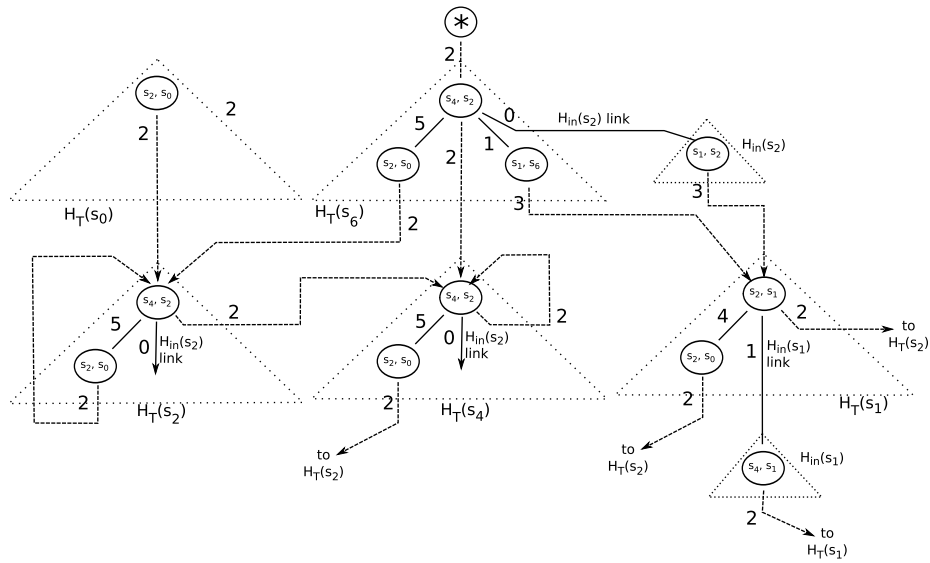 *
2
s4, s2
0
Hin(s2) link
5
2
1
s2, s0
2
2
s2, s0
s1, s6
s1, s2
Hin(s2)
3
3
HT(s0)
HT(s6)
2
s4, s2
5
0
Hin(s2)
link
2
s2, s0
2
HT(s2)
s4, s2
5
0
Hin(s2)
link
2
s2, s0
2
HT(s4)
to
HT(s2)
s2, s1
4
1
Hin(s1)
link
2
to
HT(s2)
s2, s0
2
HT(s1)
to
HT(s2)
s4, s1
Hin(s1)
2
to
HT(s1)